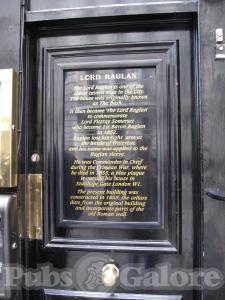 LORD RAGLAN
The Lord Raglan is one of the
oldest tavern sites in the City.
The house was originally known
as The Bush.
It then became 'The Lord Raglan'
to commemorate
Lord Fitzroy Somerset
who became 1st Baron Raglan
in 1852.
Raglan lost his right arm at
the Battle of Waterloo,
and his name was applied to the
Raglan sleeve.
He was Commander in Chief
during the Crimean War, where
he died in 1855, a blue plaque
is outside his house in
Stanhope Gate London W1.
The present building was
constructed in 1855, the cellars
date from the original building
and incorporate parts of the
old Roman wall
Pubs Galore